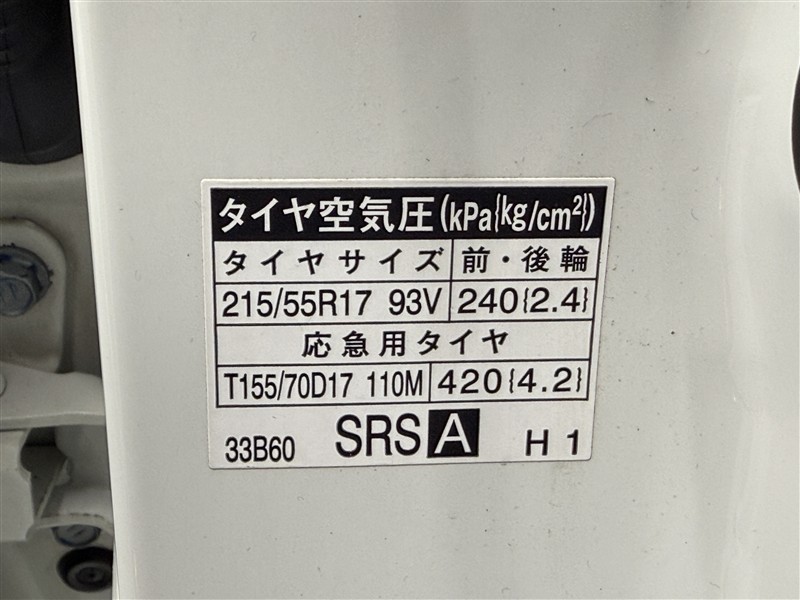 タイヤ空気圧(kPa{kg/cm²})
タイヤサイズ 前・後輪
215/55R17 93V 240{2.4}
応急用タイヤ
T155/70D17 110M 420{4.2}
33B60 SRS A H1